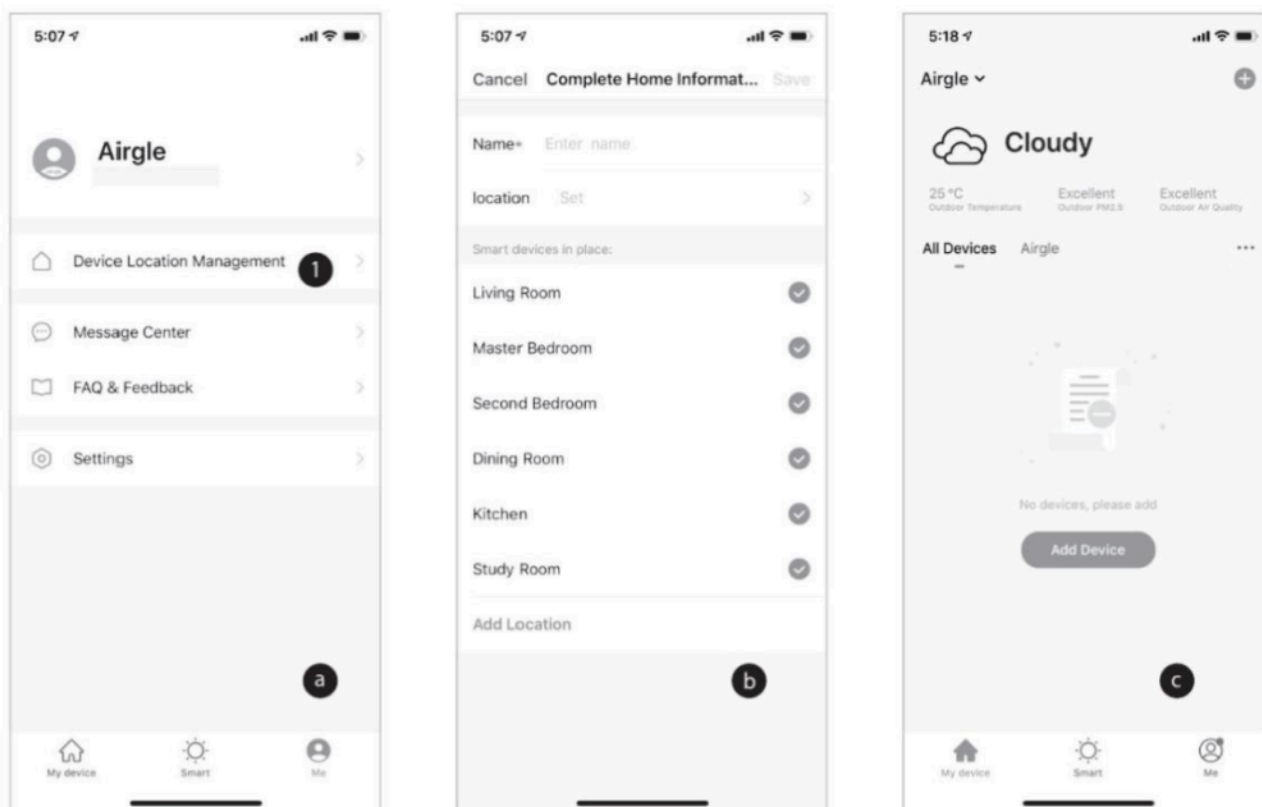 5:07
Airgle
Device Location Management
1
Message Center
FAQ & Feedback
Settings
a
My device Smart Me
5:07
Cancel Complete Home Informat... Save
Name* Enter name
location Set
Smart devices in place:
Living Room
Master Bedroom
Second Bedroom
Dining Room
Kitchen
Study Room
Add Location
b
5:18
Airgle
Cloudy
25 °C Excellent Excellent
Outdoor Temperature Outdoor PM2.5 Outdoor Air Quality
All Devices Airgle
No devices, please add
Add Device
c
My device Smart Me